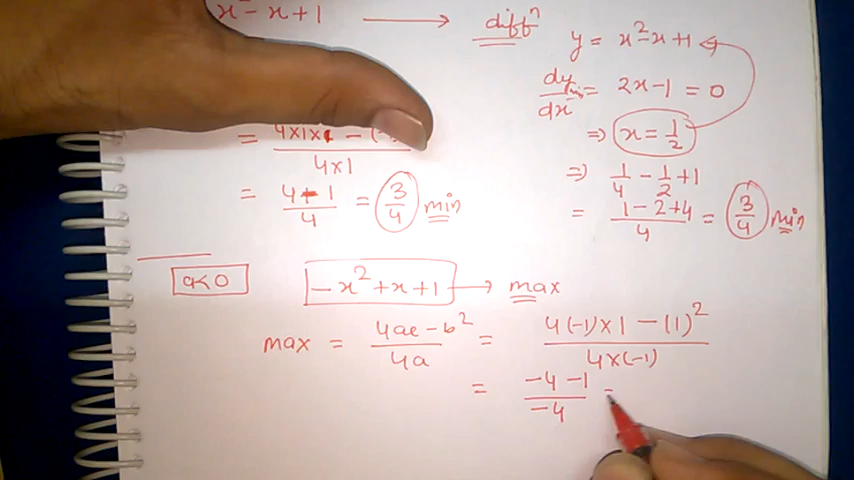 x² - x + 1 → diffⁿ
y = x² - x + 1
dy/dx = 2x - 1 = 0
⇒ x = 1/2
= 4×1×1 - (- / 4×1
⇒ 1/4 - 1/2 + 1
= 4-1/4 = 3/4 min
= 1-2+4/4 = 3/4 min
a<0 -x²+x+1 → max
max = 4ac-b²/4a = 4(-1)×1-(1)²/4×(-1)
= -4-1/-4 =